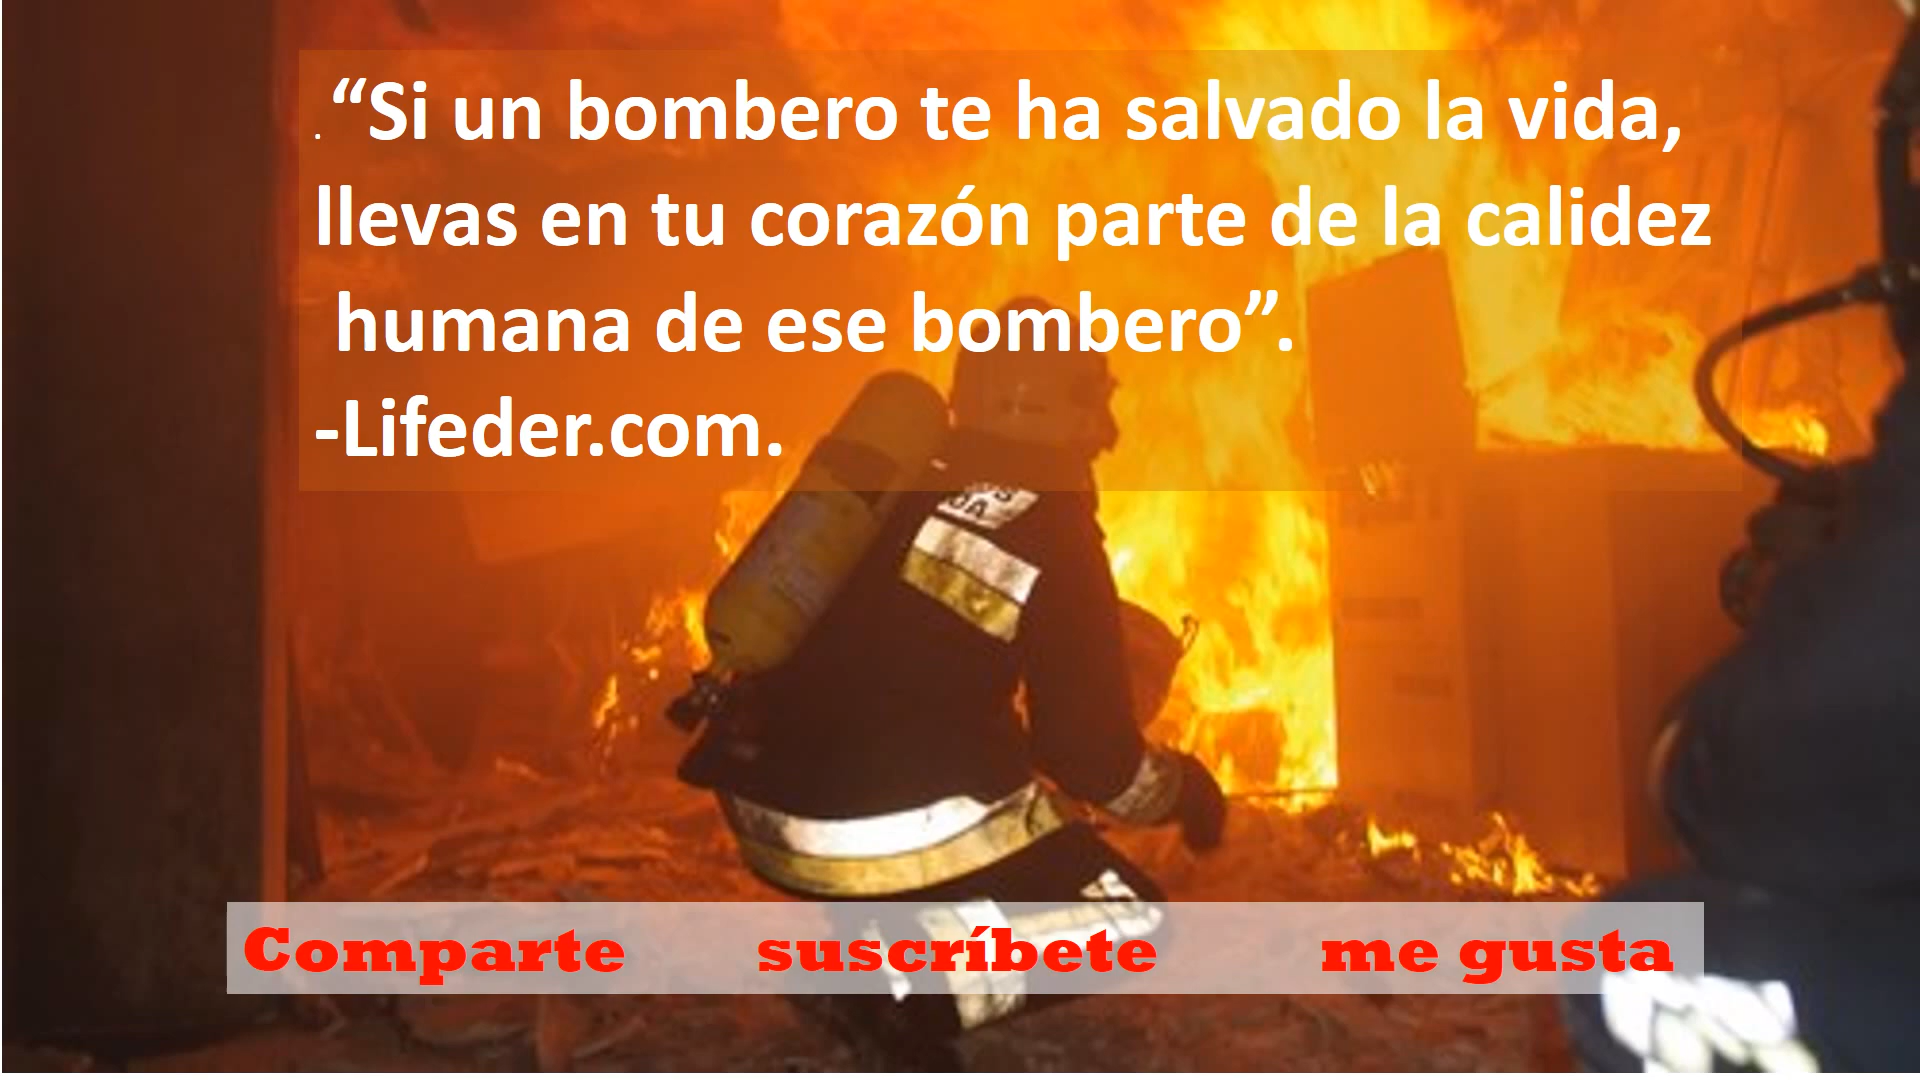 . “Si un bombero te ha salvado la vida,
llevas en tu corazón parte de la calidez
humana de ese bombero”.
-Lifeder.com.
Comparte suscríbete me gusta